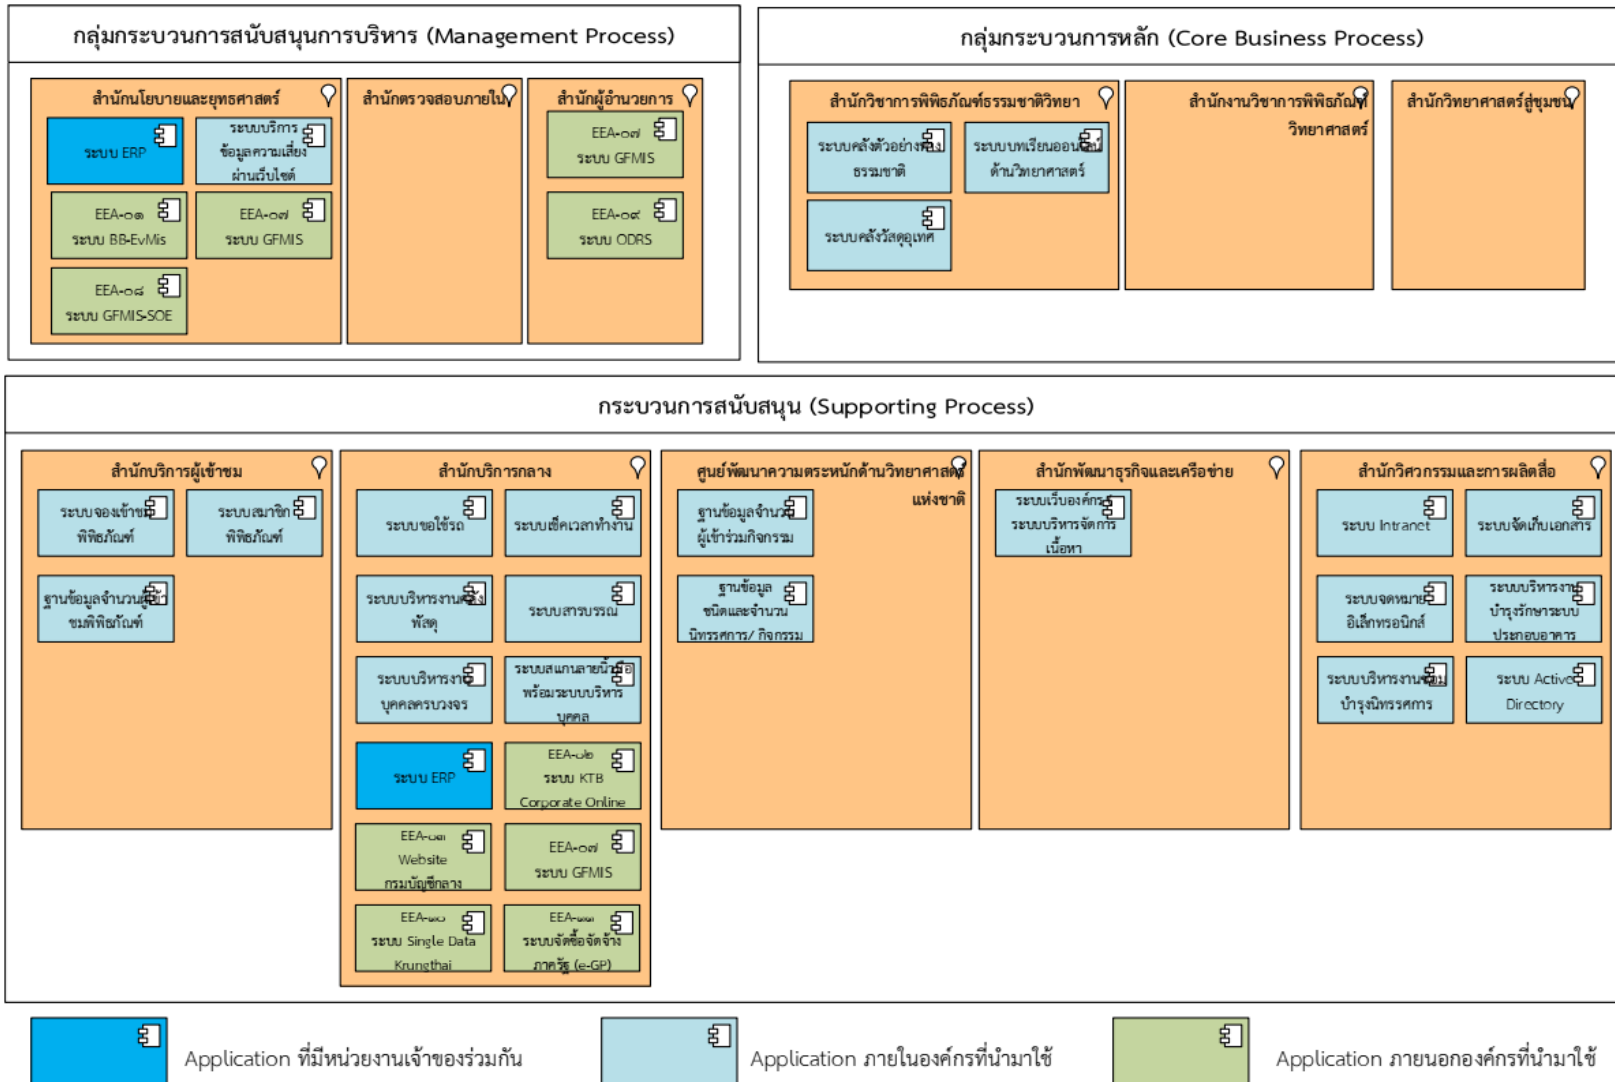 กลุ่มกระบวนการสนับสนุนการบริหาร (Management Process)
สำนักนโยบายและยุทธศาสตร์
ระบบ ERP
ระบบบริการ
ข้อมูลความเสี่ยง
ผ่านเว็บไซต์
EEA-๐๑
ระบบ BB-EvMis
EEA-๐๗
ระบบ GFMIS
EEA-๐๘
ระบบ GFMIS-SOE
สำนักตรวจสอบภายใน
สำนักผู้อำนวยการ
EEA-๐๗
ระบบ GFMIS
EEA-๐๙
ระบบ ODRS
กลุ่มกระบวนการหลัก (Core Business Process)
สำนักวิชาการพิพิธภัณฑ์ธรรมชาติวิทยา
ระบบคลังตัวอย่างทาง
ธรรมชาติ
ระบบบทเรียนออนไลน์
ด้านวิทยาศาสตร์
ระบบคลังวัสดุอุเทศ
สำนักงานวิชาการพิพิธภัณฑ์
วิทยาศาสตร์
สำนักวิทยาศาสตร์สู่ชุมชน
กระบวนการสนับสนุน (Supporting Process)
สำนักบริการผู้เข้าชม
ระบบจองเข้าชม
พิพิธภัณฑ์
ระบบสมาชิก
พิพิธภัณฑ์
ฐานข้อมูลจำนวนผู้เข้า
ชมพิพิธภัณฑ์
สำนักบริการกลาง
ระบบขอใช้รถ
ระบบเช็คเวลาทำงาน
ระบบบริหารงานคลัง
พัสดุ
ระบบสารบรรณ
ระบบบริหารงาน
บุคคลครบวงจร
ระบบสแกนลายนิ้วมือ
พร้อมระบบบริหาร
บุคคล
ระบบ ERP
EEA-๐๒
ระบบ KTB
Corporate Online
EEA-๐๓
Website
กรมบัญชีกลาง
EEA-๐๗
ระบบ GFMIS
EEA-๑๐
ระบบ Single Data
Krungthai
EEA-๑๑
ระบบจัดซื้อจัดจ้าง
ภาครัฐ (e-GP)
ศูนย์พัฒนาความตระหนักด้านวิทยาศาสตร์
แห่งชาติ
ฐานข้อมูลจำนวน
ผู้เข้าร่วมกิจกรรม
ฐานข้อมูล
ชนิดและจำนวน
นิทรรศการ/ กิจกรรม
สำนักพัฒนาธุรกิจและเครือข่าย
ระบบเว็บองค์กร
ระบบบริหารจัดการ
เนื้อหา
สำนักวิศวกรรมและการผลิตสื่อ
ระบบ Intranet
ระบบจัดเก็บเอกสาร
ระบบจดหมาย
อิเล็กทรอนิกส์
ระบบบริหารงาน
บำรุงรักษาระบบ
ประกอบอาคาร
ระบบบริหารงานซ่อม
บำรุงนิทรรศการ
ระบบ Active
Directory
Application ที่มีหน่วยงานเจ้าของร่วมกัน
Application ภายในองค์กรที่นำมาใช้
Application ภายนอกองค์กรที่นำมาใช้